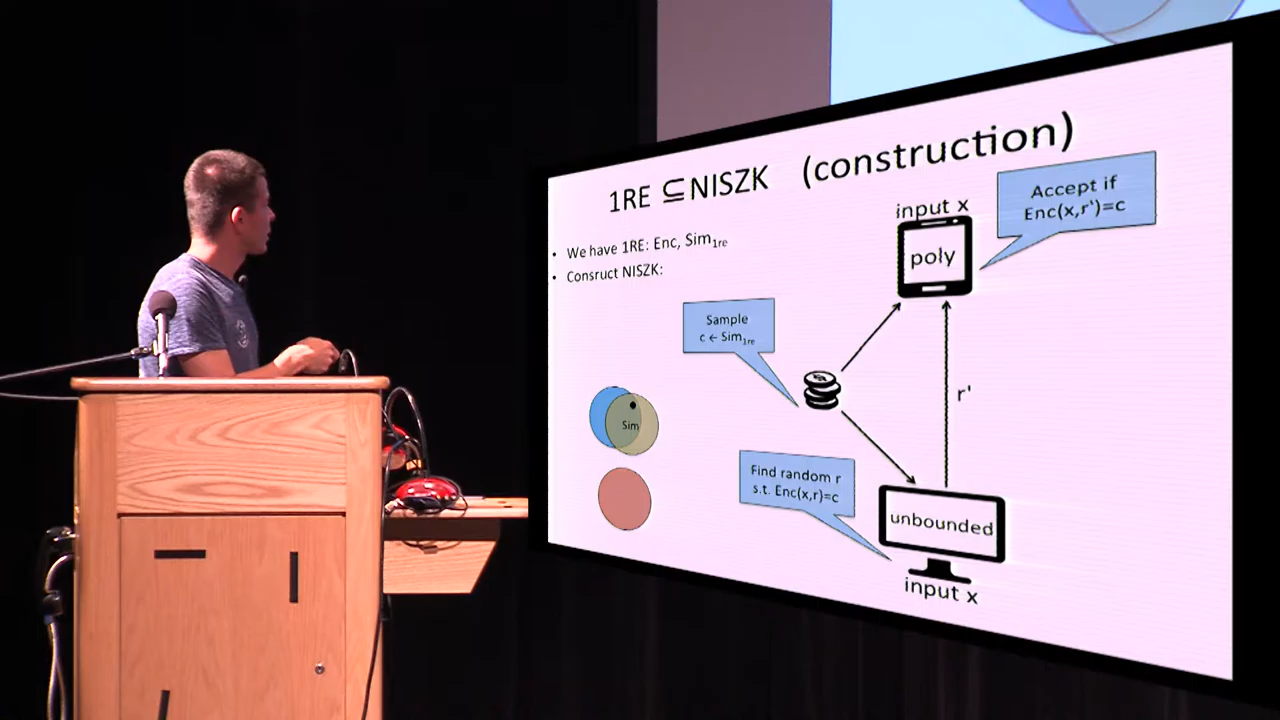 1RE ⊆NISZK (construction)
We have 1RE: Enc, Sim1re
Consruct NISZK:
input x
Accept if
Enc(x,r')=c
poly
Sample
c ← Sim1re
r'
Sim
Find random r
s.t. Enc(x,r)=c
unbounded
input x